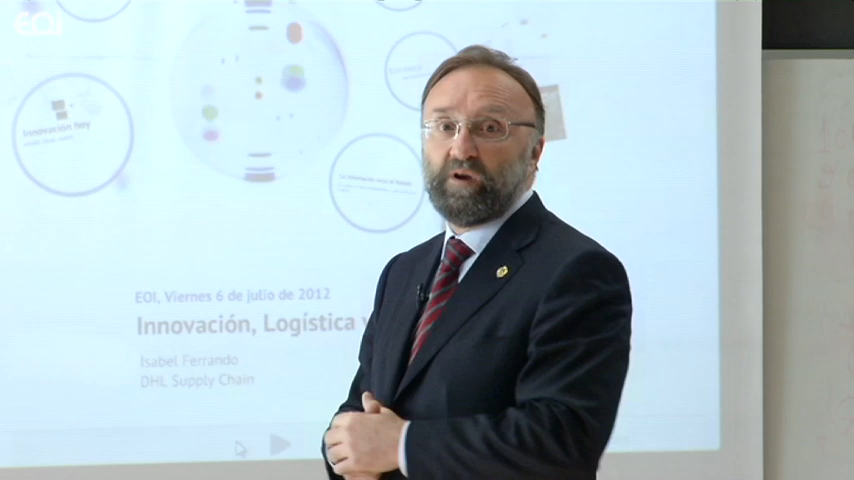 EOI
Innovación hoy
EOI, Viernes 6 de julio de 2012
Innovación, Logística
Isabel Ferrando
DHL Supply Chain